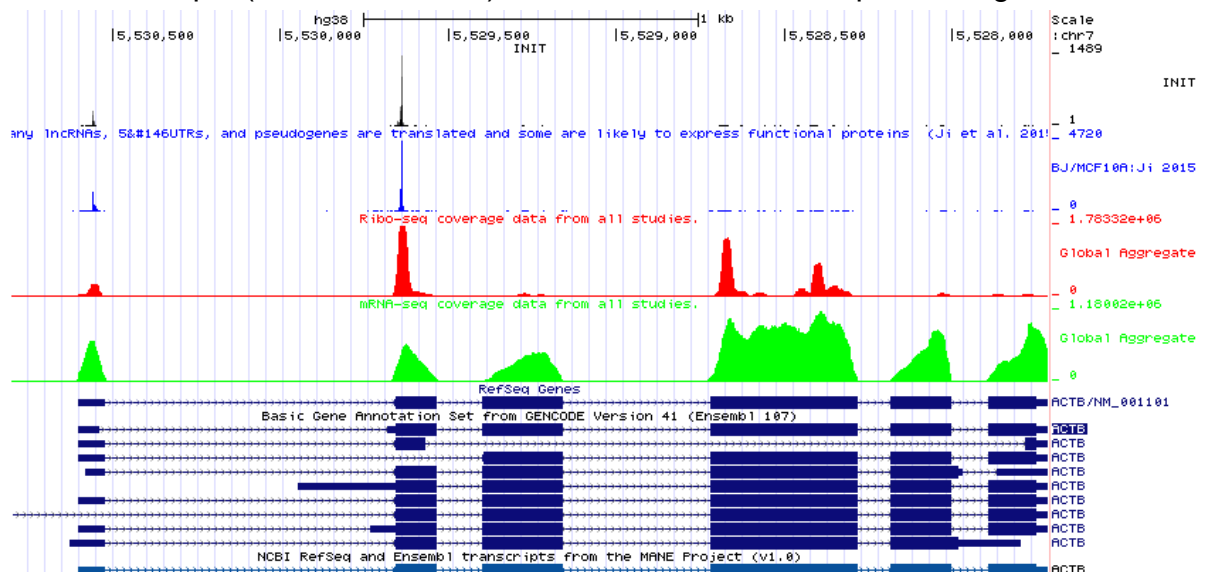 hg38 1 kb Scale
|5,530,500 |5,530,000 |5,529,500 |5,529,000 |5,528,500 |5,528,000 :chr7
INIT
1489
INIT
1
any lncRNAs, 5&#146UTRs, and pseudogenes are translated and some are likely to express functional proteins (Ji et al. 201
4720
BJ/MCF10A:Ji 2015
0
Ribo-seq coverage data from all studies.
1.78332e+06
Global Aggregate
0
mRNA-seq coverage data from all studies.
1.18002e+06
Global Aggregate
0
RefSeq Genes
ACTB/NM_001101
Basic Gene Annotation Set from GENCODE Version 41 (Ensembl 107)
ACTB
ACTB
ACTB
ACTB
ACTB
ACTB
ACTB
ACTB
ACTB
NCBI RefSeq and Ensembl transcripts from the MANE Project (v1.0)
ACTB